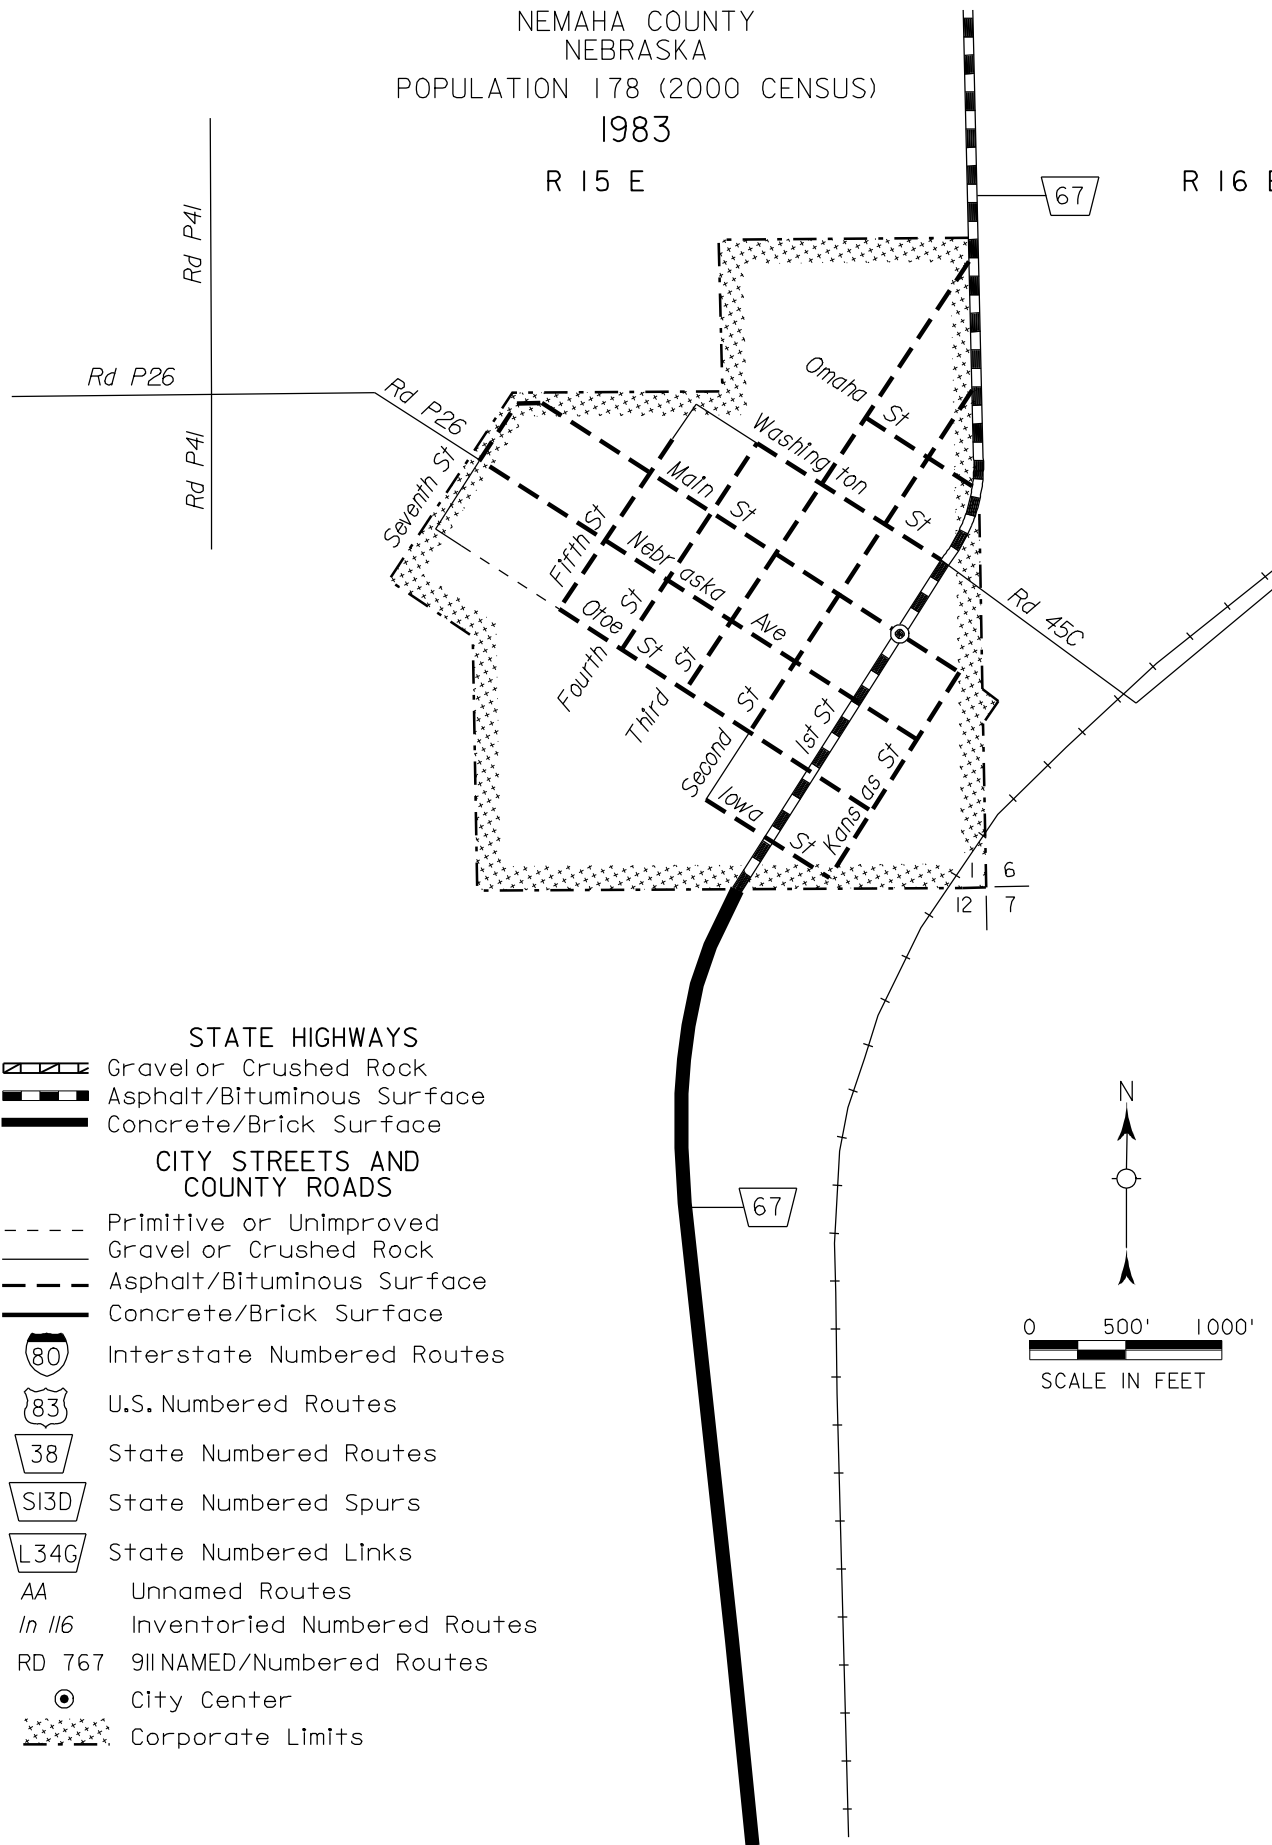 NEMAHA COUNTY
NEBRASKA
POPULATION 178 (2000 CENSUS)
1983
R 15 E
R 16 E
67
Rd P41
Rd P26
Rd P26
Rd P41
Omaha St
Washington St
Main St
Seventh St
Fifth St
Nebraska Ave
Otoe St
Fourth St
Third St
Second St
1st St
Kansas St
Iowa St
Rd 45C
1 6
12 7
STATE HIGHWAYS
Gravel or Crushed Rock
Asphalt/Bituminous Surface
Concrete/Brick Surface
CITY STREETS AND
COUNTY ROADS
Primitive or Unimproved
Gravel or Crushed Rock
Asphalt/Bituminous Surface
Concrete/Brick Surface
80 Interstate Numbered Routes
83 U.S. Numbered Routes
38 State Numbered Routes
S13D State Numbered Spurs
L34G State Numbered Links
AA Unnamed Routes
In 116 Inventoried Numbered Routes
RD 767 911 NAMED/Numbered Routes
City Center
Corporate Limits
67
N
0 500' 1000'
SCALE IN FEET